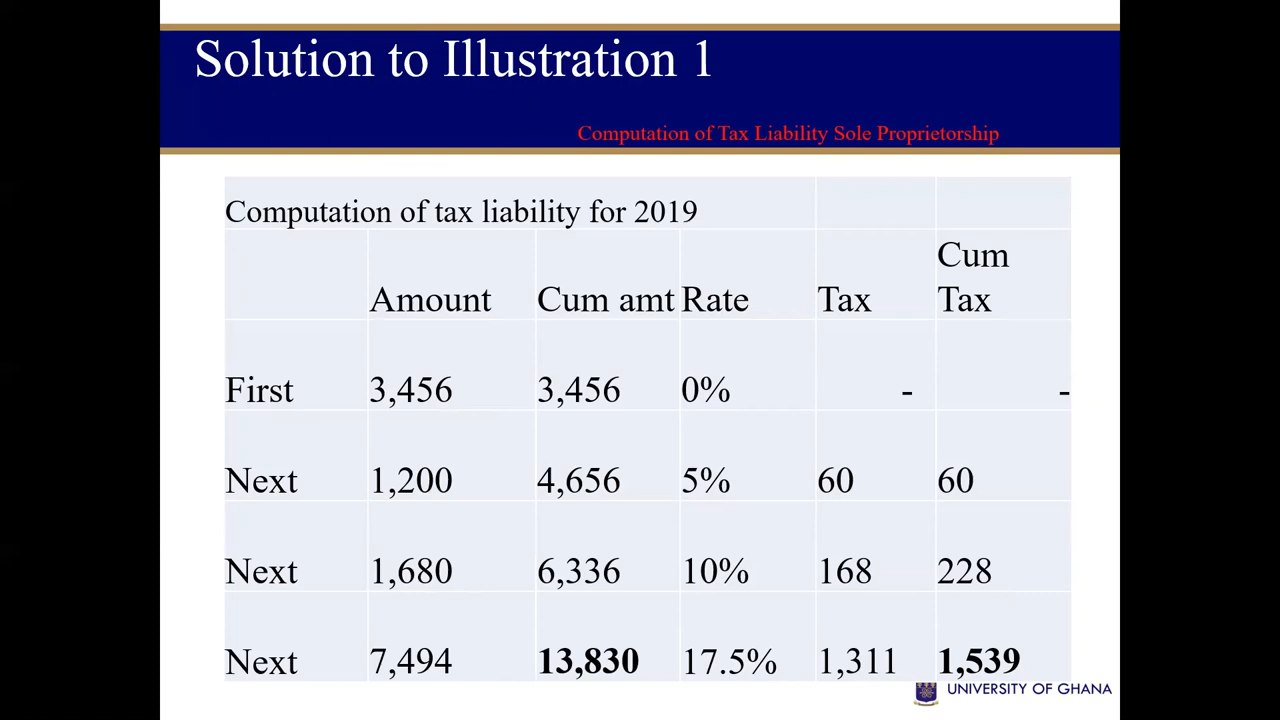 Solution to Illustration 1
Computation of Tax Liability Sole Proprietorship
Computation of tax liability for 2019
Amount Cum amt Rate Tax Cum Tax
First 3,456 3,456 0% - -
Next 1,200 4,656 5% 60 60
Next 1,680 6,336 10% 168 228
Next 7,494 13,830 17.5% 1,311 1,539
UNIVERSITY OF GHANA